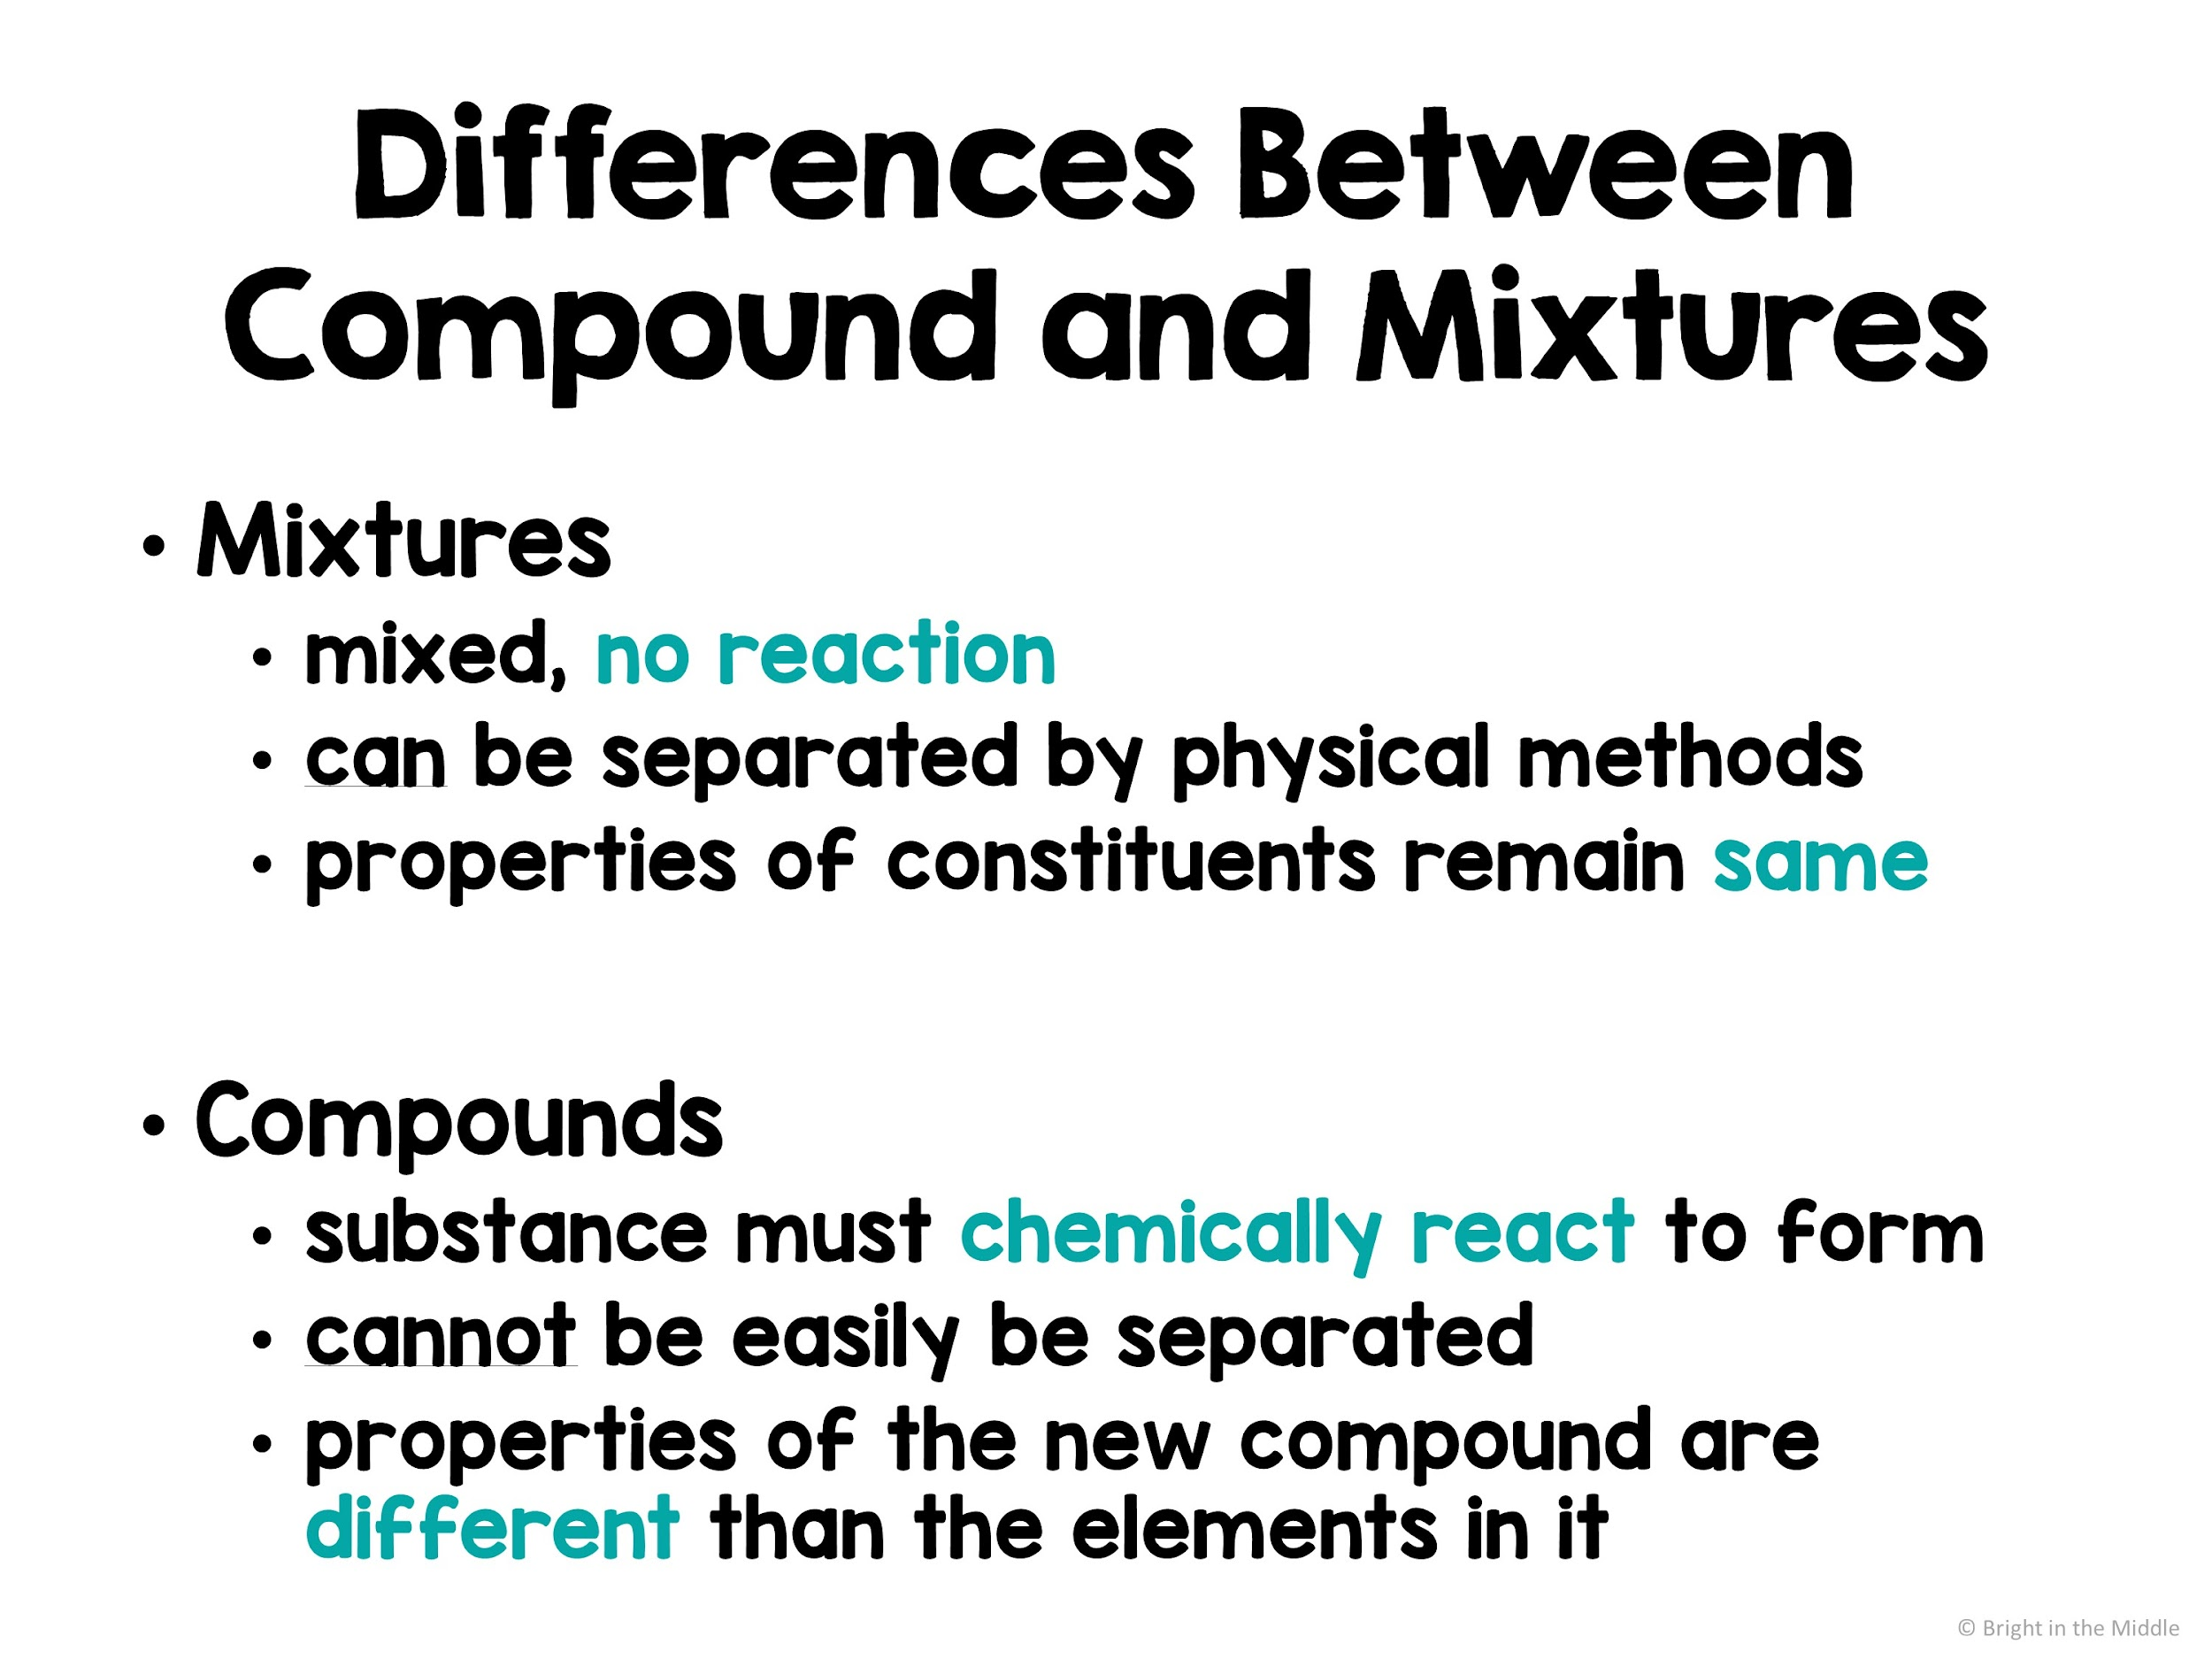 Differences Between
Compound and Mixtures
• Mixtures
• mixed, no reaction
• can be separated by physical methods
• properties of constituents remain same
• Compounds
• substance must chemically react to form
• cannot be easily be separated
• properties of the new compound are
different than the elements in it
© Bright in the Middle